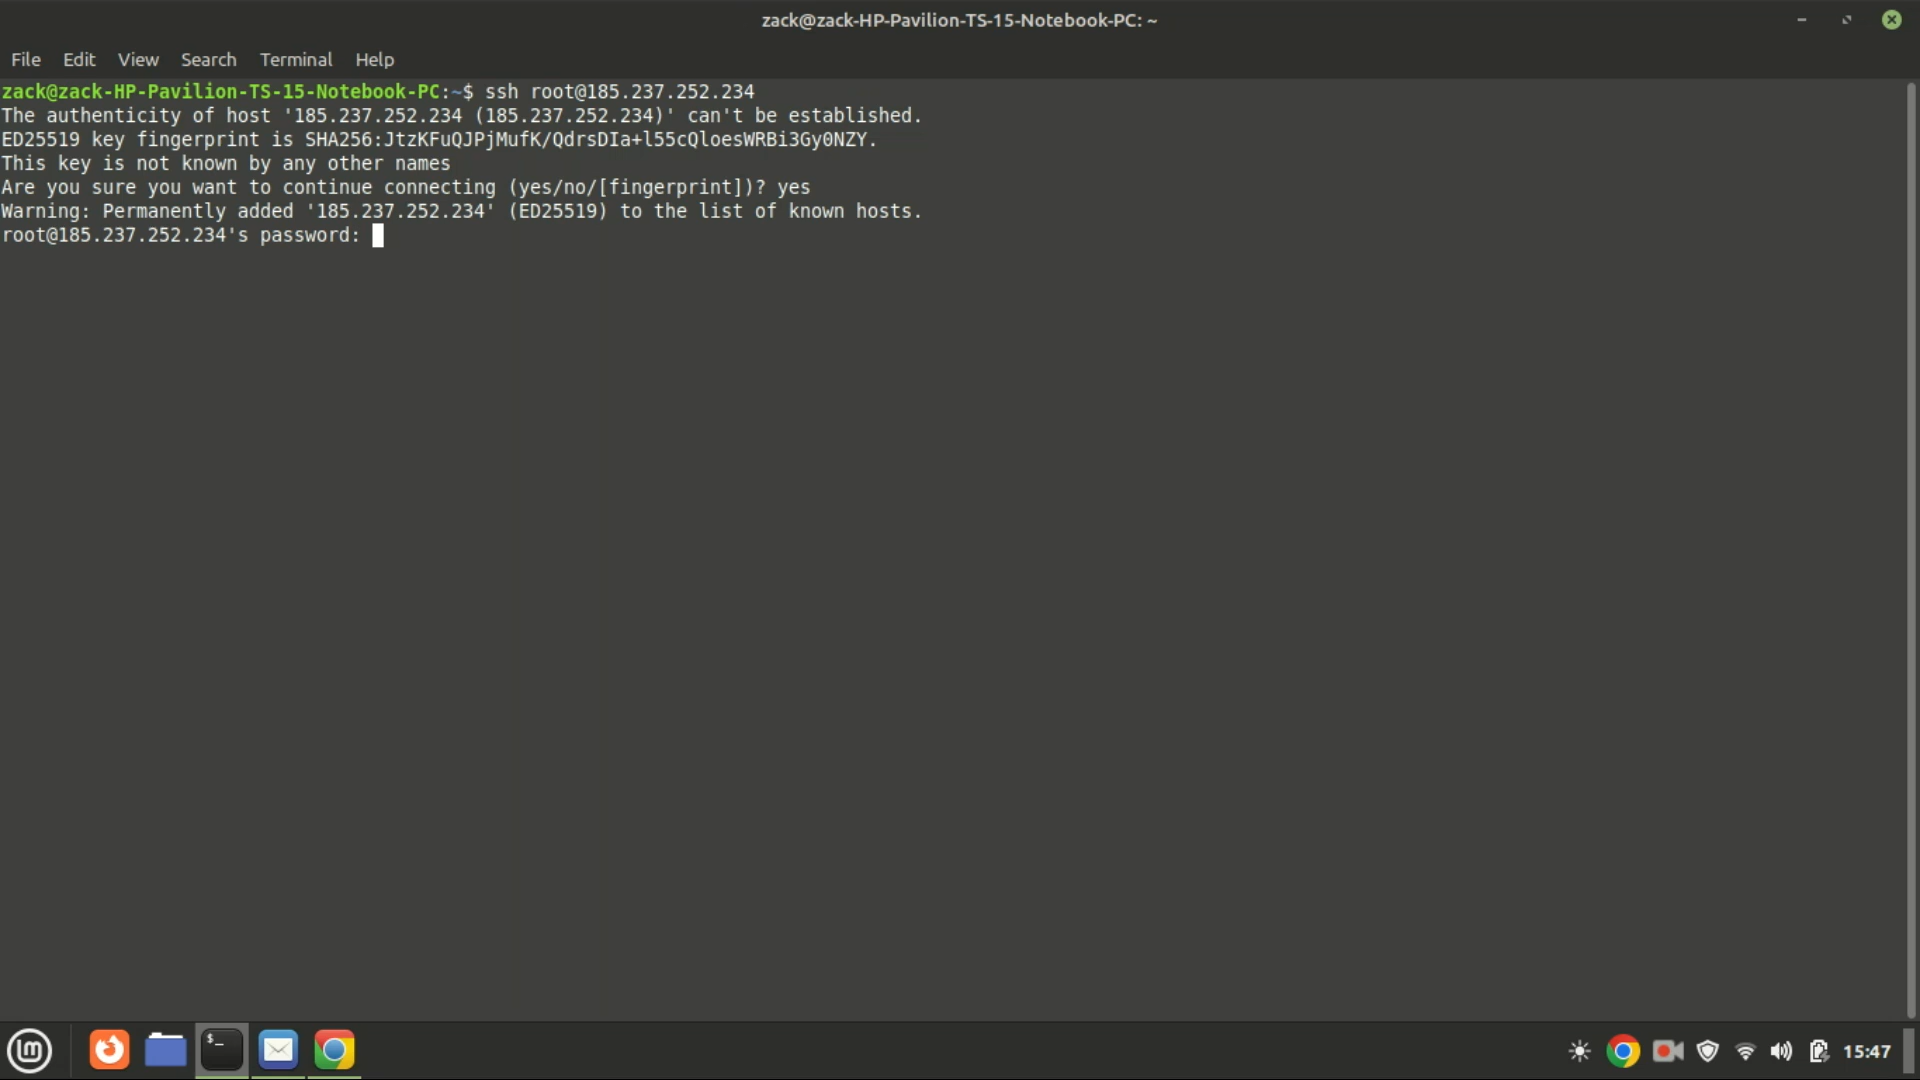 zack@zack-HP-Pavilion-TS-15-Notebook-PC: ~
File Edit View Search Terminal Help
zack@zack-HP-Pavilion-TS-15-Notebook-PC:~$ ssh root@185.237.252.234
The authenticity of host '185.237.252.234 (185.237.252.234)' can't be established.
ED25519 key fingerprint is SHA256:JtzKFuQJPjMufK/QdrsDIa+l55cQloesWRBi3Gy0NZY.
This key is not known by any other names
Are you sure you want to continue connecting (yes/no/[fingerprint])? yes
Warning: Permanently added '185.237.252.234' (ED25519) to the list of known hosts.
root@185.237.252.234's password:
$_
15:47